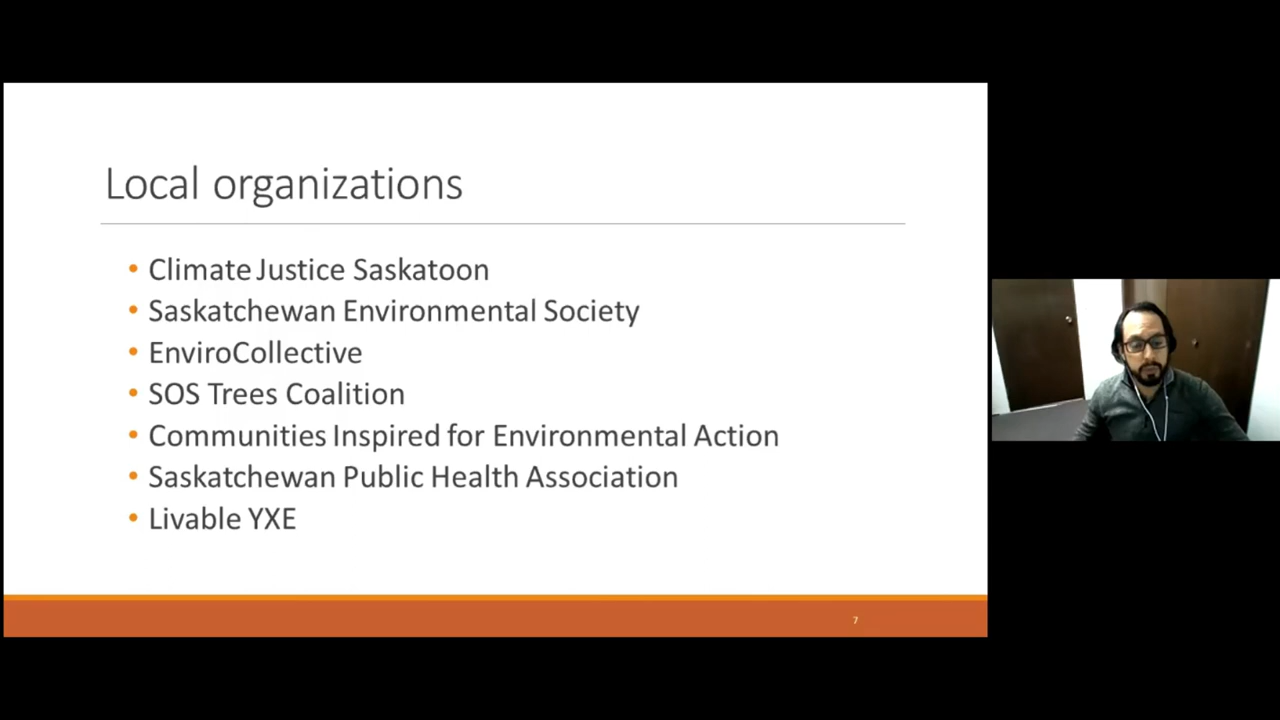 Local organizations
• Climate Justice Saskatoon
• Saskatchewan Environmental Society
• EnviroCollective
• SOS Trees Coalition
• Communities Inspired for Environmental Action
• Saskatchewan Public Health Association
• Livable YXE
7